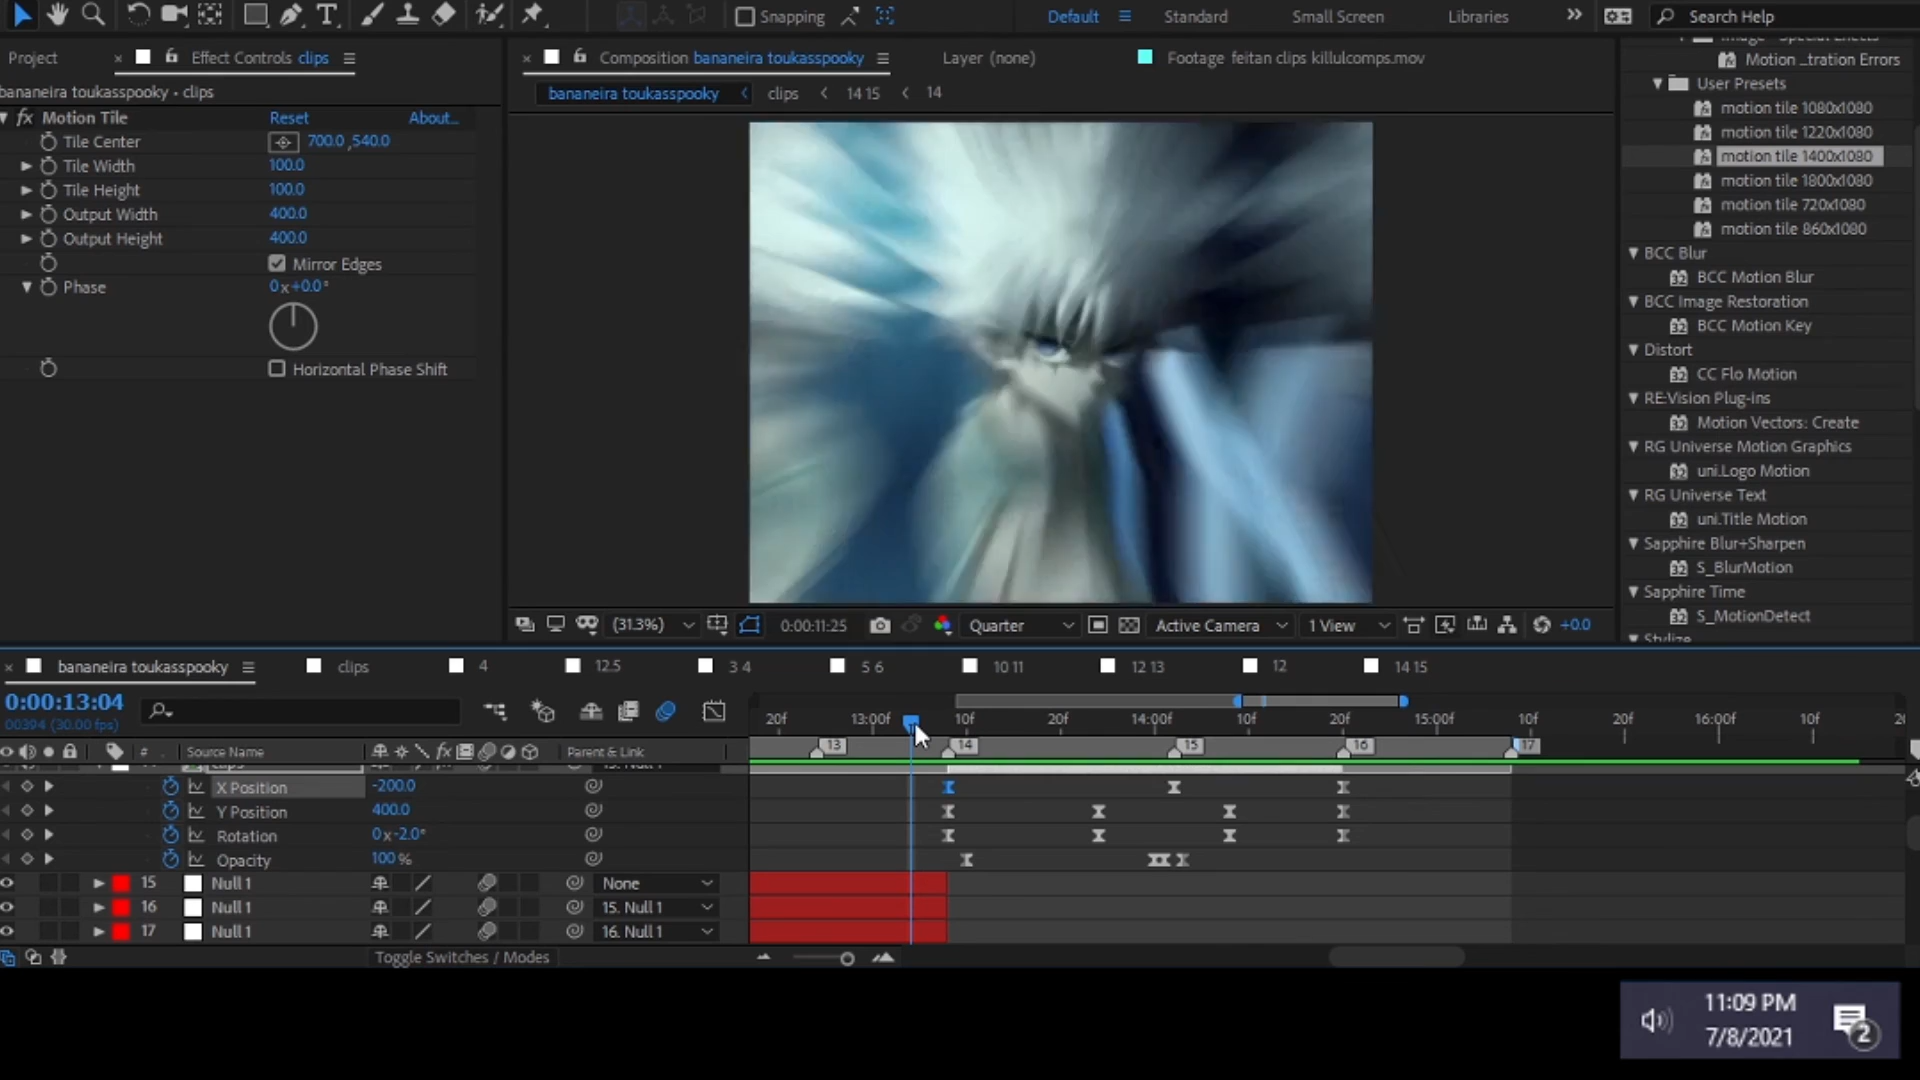 Snapping
Default
Standard
Small Screen
Libraries
Search Help
Project
Effect Controls clips
Composition bananeira toukasspooky
Layer (none)
Footage feitan clips killulcomps.mov
bananeira toukasspooky • clips
bananeira toukasspooky
clips
14 15
14
fx Motion Tile Reset About...
Tile Center 700.0 ,540.0
Tile Width 100.0
Tile Height 100.0
Output Width 400.0
Output Height 400.0
Mirror Edges
Phase 0 x +0.0°
Horizontal Phase Shift
Motion ...tration Errors
User Presets
motion tile 1080x1080
motion tile 1220x1080
motion tile 1400x1080
motion tile 1800x1080
motion tile 720x1080
motion tile 860x1080
BCC Blur
BCC Motion Blur
BCC Image Restoration
BCC Motion Key
Distort
CC Flo Motion
RE:Vision Plug-ins
Motion Vectors: Create
RG Universe Motion Graphics
uni.Logo Motion
RG Universe Text
uni.Title Motion
Sapphire Blur+Sharpen
S_BlurMotion
Sapphire Time
S_MotionDetect
Stylize
(31.3%)
0:00:11:25
Quarter
Active Camera
1 View
+0.0
bananeira toukasspooky
clips
4
12.5
3 4
5 6
10 11
12 13
12
14 15
0:00:13:04
00394 (30.00 fps)
20f 13:00f 10f 20f 14:00f 10f 20f 15:00f 10f 20f 16:00f 10f
13 14 15 16 17
# Source Name fx Parent & Link
X Position -200.0
Y Position 400.0
Rotation 0 x -2.0°
Opacity 100 %
15 Null 1 None
16 Null 1 15. Null 1
17 Null 1 16. Null 1
Toggle Switches / Modes
11:09 PM
7/8/2021
2